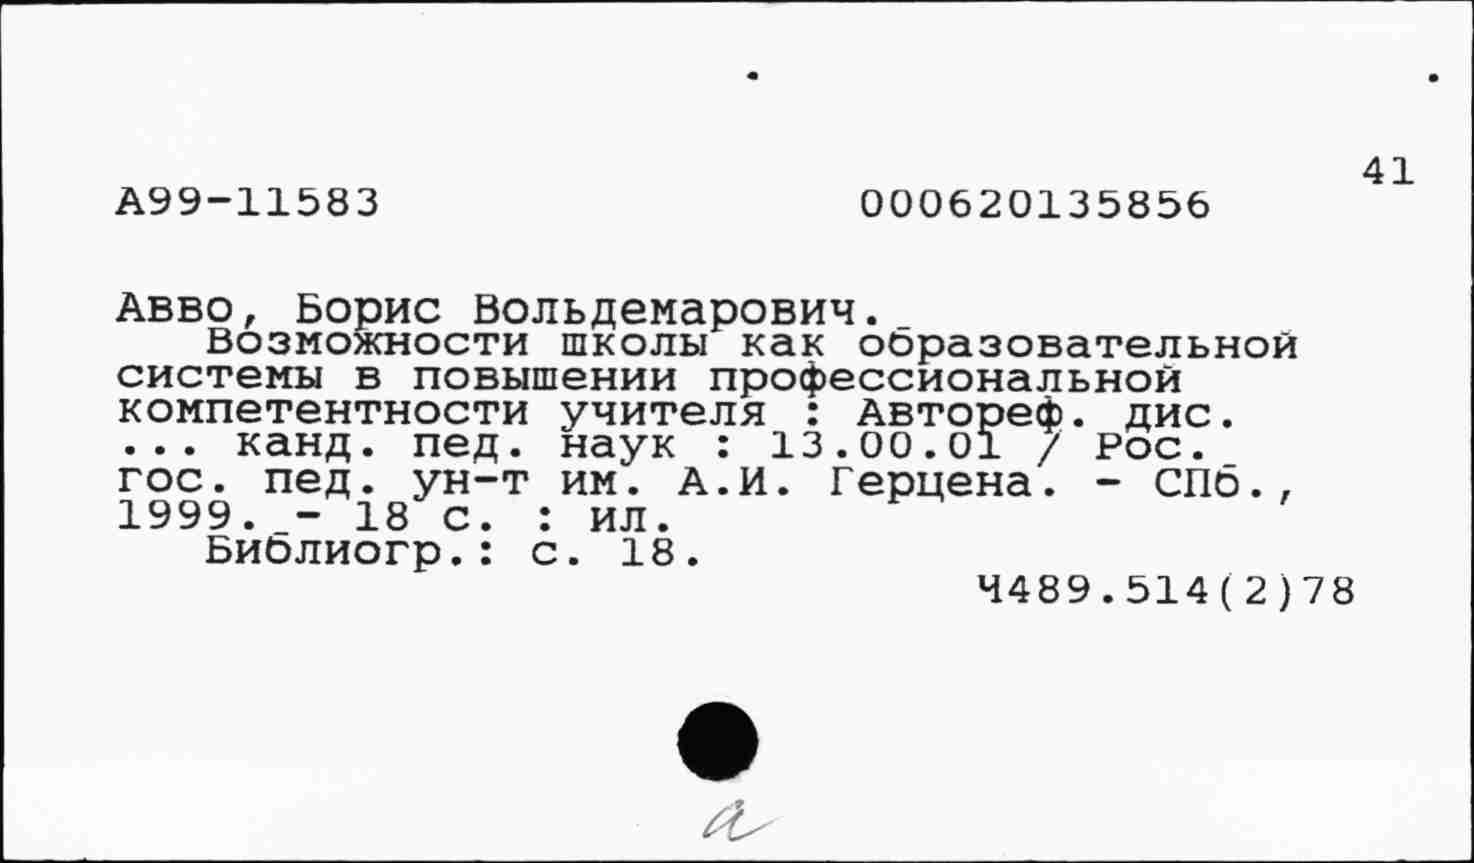 41
А99-11583 000620135856
Авво, Борис Вольдемарович.
Возможности школы как образовательной
системы в повышении профессиональной
компетентности учителя : Автореф. дис.
... канд. пед. наук : 13.00.01 / Рос.
гос. пед. ун-т им. А.И. Герцена. - СПб.,
1999. - 18 с. : ил.
Библиогр.: с. 18.
Ч489.514(2)78
а